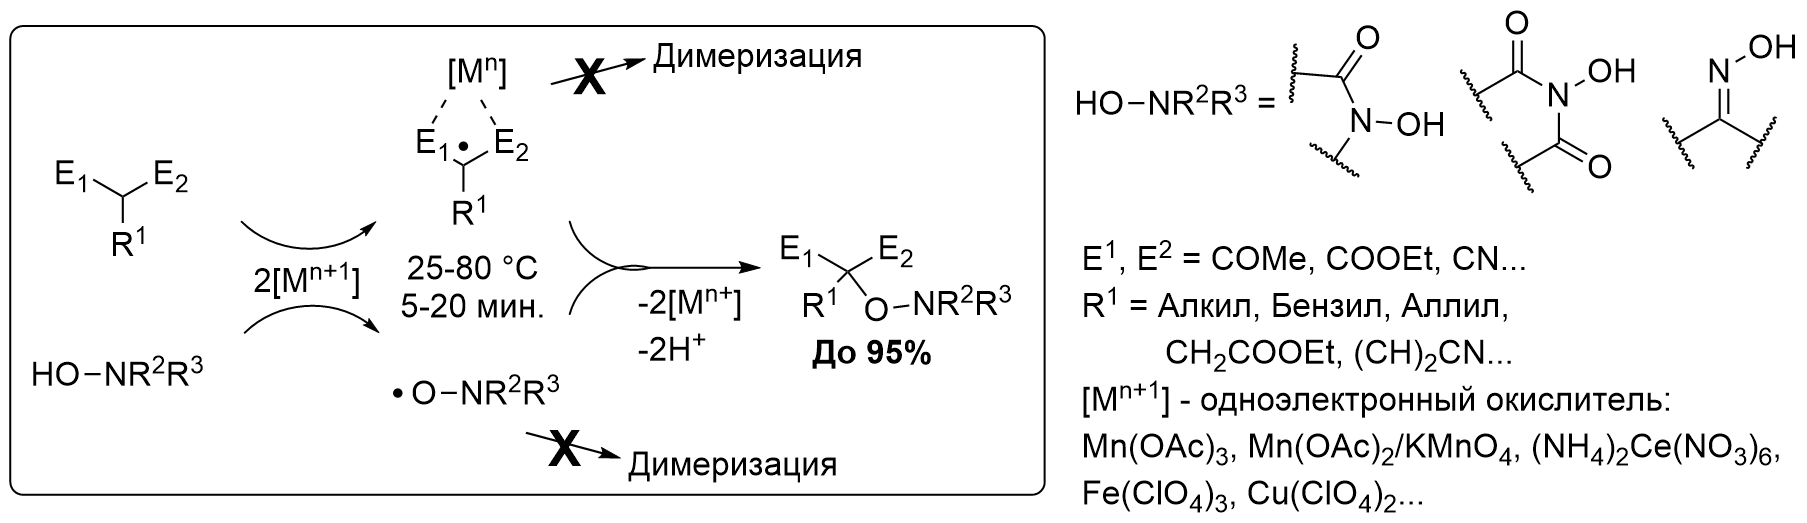 [Mⁿ]
Димеризация
E₁ • E₂
R¹
E₁ E₂
R¹
2[Mⁿ⁺¹]
25-80 °C
5-20 мин.
HO–NR²R³
•O–NR²R³
Димеризация
-2[Mⁿ⁺]
-2H⁺
E₁ E₂
R¹ O–NR²R³
До 95%
HO–NR²R³ =
O
N–OH
O
N OH
O
N OH
E¹, E² = COMe, COOEt, CN...
R¹ = Алкил, Бензил, Аллил,
CH₂COOEt, (CH)₂CN...
[Mⁿ⁺¹] - одноэлектронный окислитель:
Mn(OAc)₃, Mn(OAc)₂/KMnO₄, (NH₄)₂Ce(NO₃)₆,
Fe(ClO₄)₃, Cu(ClO₄)₂...